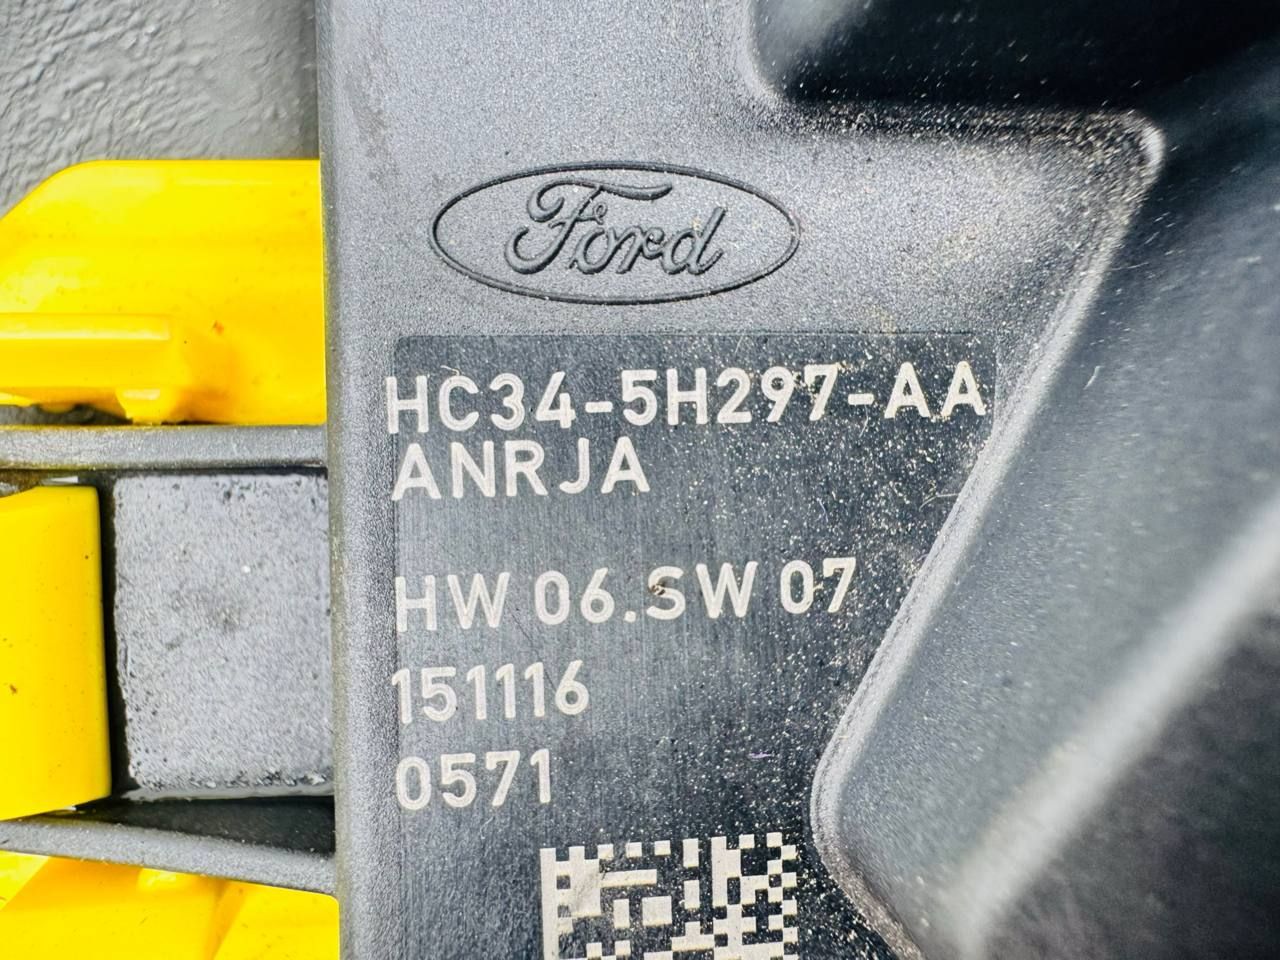 Ford
HC34-5H297-AA
ANRJA
HW 06.SW 07
151116
0571